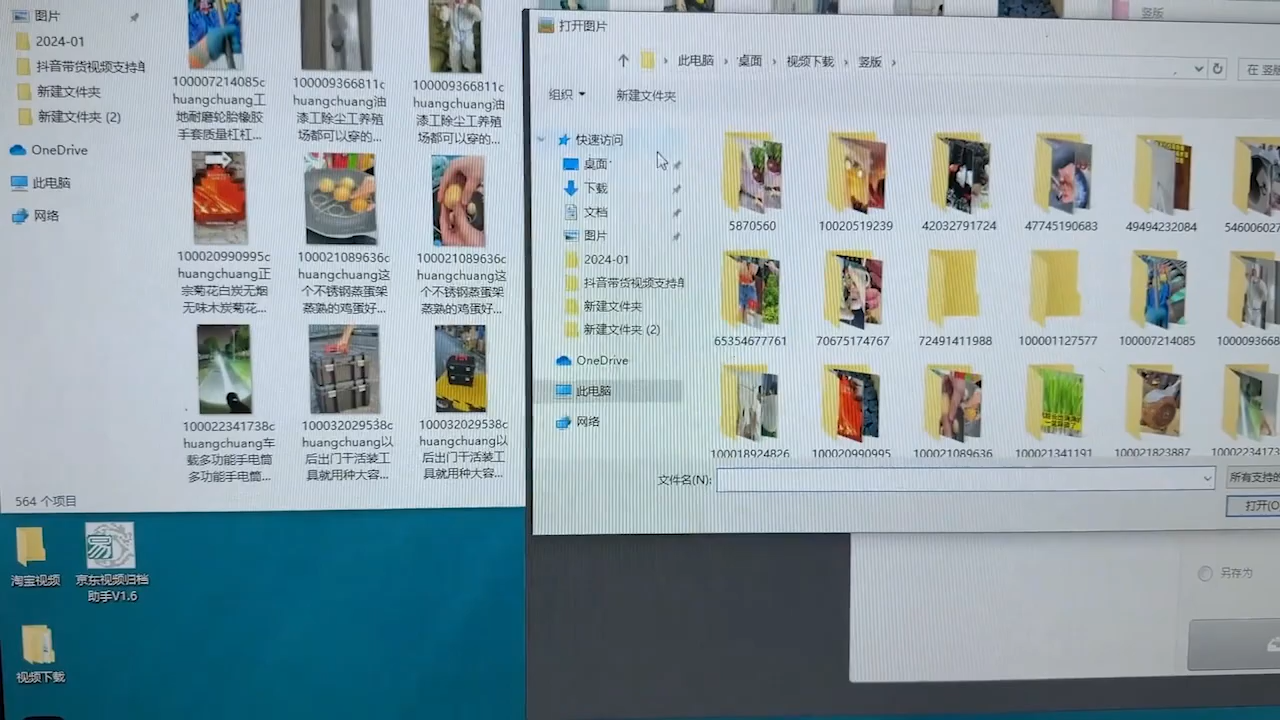 图片
2024-01
抖音带货视频支持单
新建文件夹
新建文件夹 (2)
OneDrive
此电脑
网络
100007214085c
huangchuang工
地耐磨轮胎橡胶
手套质量杠杠...
100009366811c
huangchuang油
漆工除尘工养殖
场都可以穿的...
100009366811c
huangchuang油
漆工除尘工养殖
场都可以穿的...
100020990995c
huangchuang正
宗菊花白炭无烟
无味木炭菊花...
100021089636c
huangchuang这
个不锈钢蒸蛋架
蒸熟的鸡蛋好...
100021089636c
huangchuang这
个不锈钢蒸蛋架
蒸熟的鸡蛋好...
100022341738c
huangchuang车
载多功能手电筒
多功能手电筒...
100032029538c
huangchuang以
后出门干活装工
具就用种大容...
100032029538c
huangchuang以
后出门干活装工
具就用种大容...
564 个项目
淘宝视频
京东视频归档
助手V1.6
视频下载
竖版
打开图片
此电脑 › 桌面 › 视频下载 › 竖版 ›
在 竖版
组织
新建文件夹
快速访问
桌面
下载
文档
图片
2024-01
抖音带货视频支持单
新建文件夹
新建文件夹 (2)
OneDrive
此电脑
网络
5870560
10020519239
42032791724
47745190683
49494232084
546006027
65354677761
70675174767
72491411988
100001127577
100007214085
1000093668
100018924826
100020990995
100021089636
100021341191
100021823887
1000223417
文件名(N):
所有支持的
打开(O
另存为